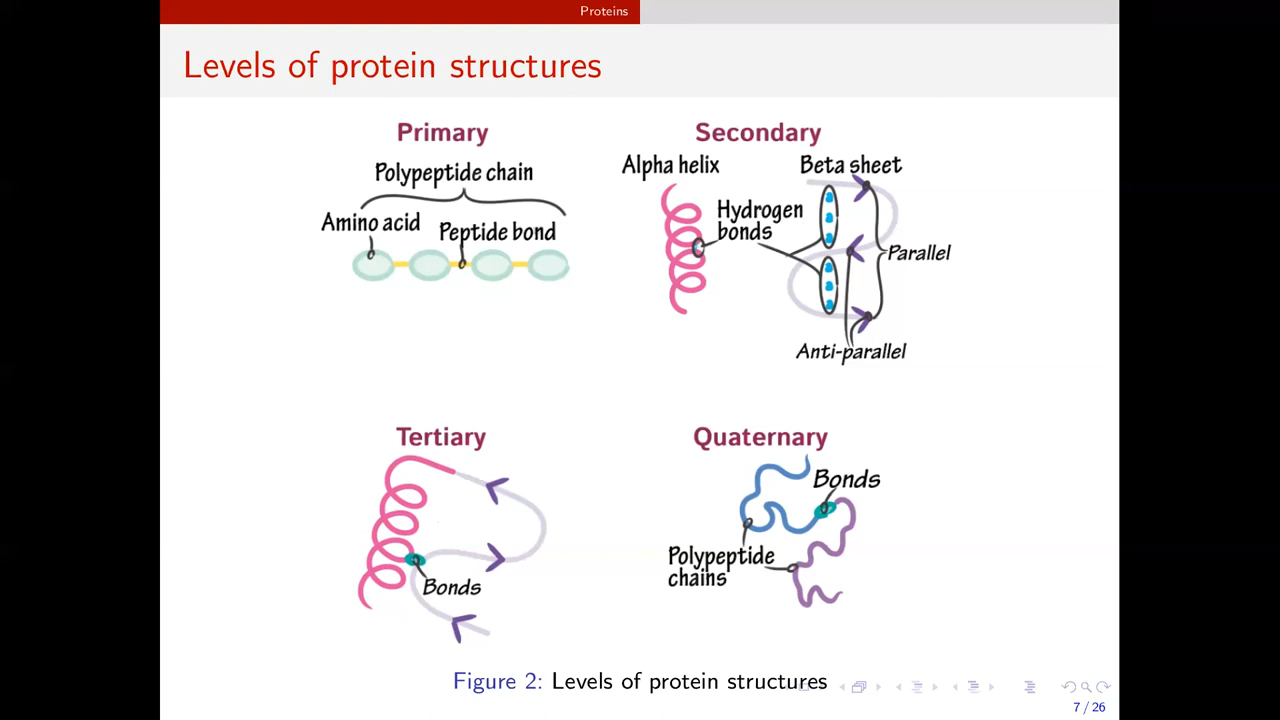 Proteins
Levels of protein structures
Primary
Polypeptide chain
Amino acid
Peptide bond
Secondary
Alpha helix
Beta sheet
Hydrogen
bonds
Parallel
Anti-parallel
Tertiary
Bonds
Quaternary
Bonds
Polypeptide
chains
Figure 2: Levels of protein structures
7 / 26